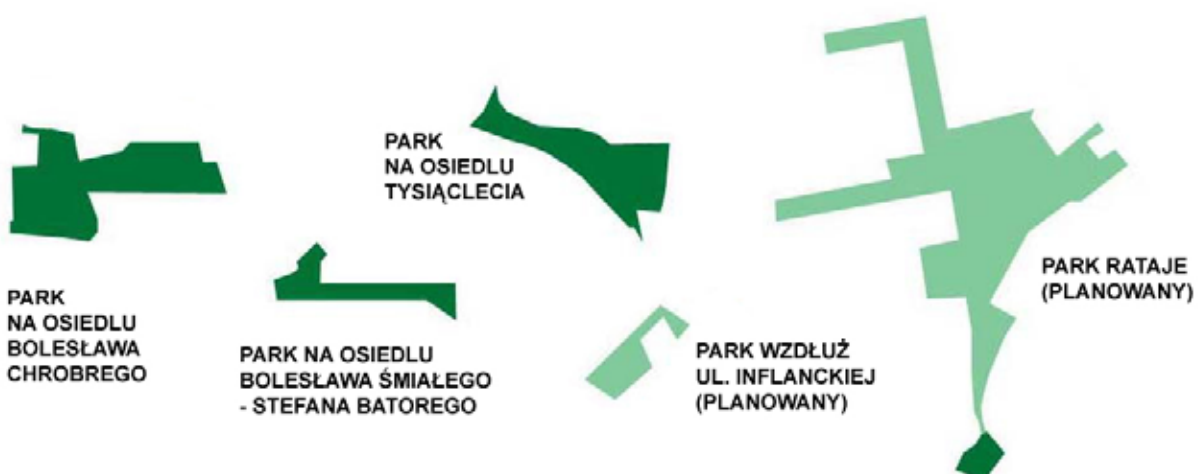 PARK
NA OSIEDLU
TYSIĄCLECIA
PARK RATAJE
(PLANOWANY)
PARK
NA OSIEDLU
BOLESŁAWA
CHROBREGO
PARK NA OSIEDLU
BOLESŁAWA ŚMIAŁEGO
- STEFANA BATOREGO
PARK WZDŁUŻ
UL. INFLANCKIEJ
(PLANOWANY)